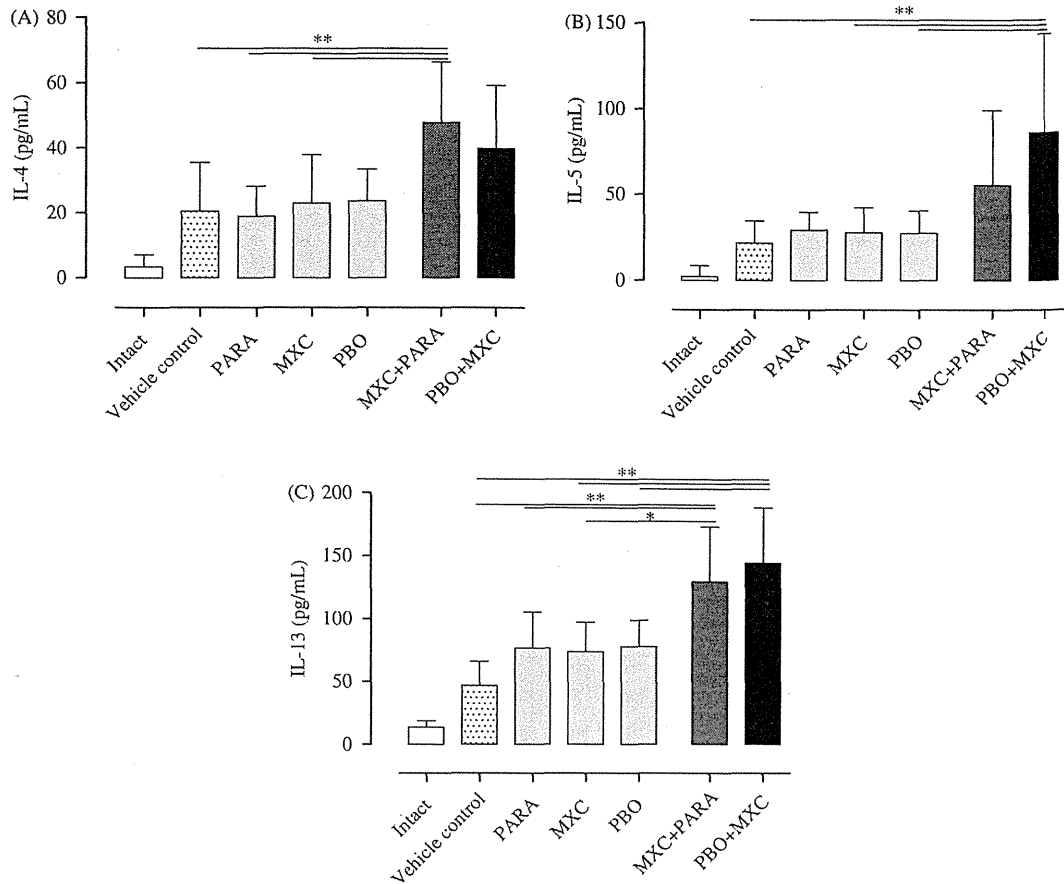 (A)
IL-4 (pg/mL)
80
60
40
20
0
**
Intact
Vehicle control
PARA
MXC
PBO
MXC+PARA
PBO+MXC
(B)
IL-5 (pg/mL)
150
100
50
0
**
Intact
Vehicle control
PARA
MXC
PBO
MXC+PARA
PBO+MXC
(C)
IL-13 (pg/mL)
200
150
100
50
0
**
**
*
Intact
Vehicle control
PARA
MXC
PBO
MXC+PARA
PBO+MXC